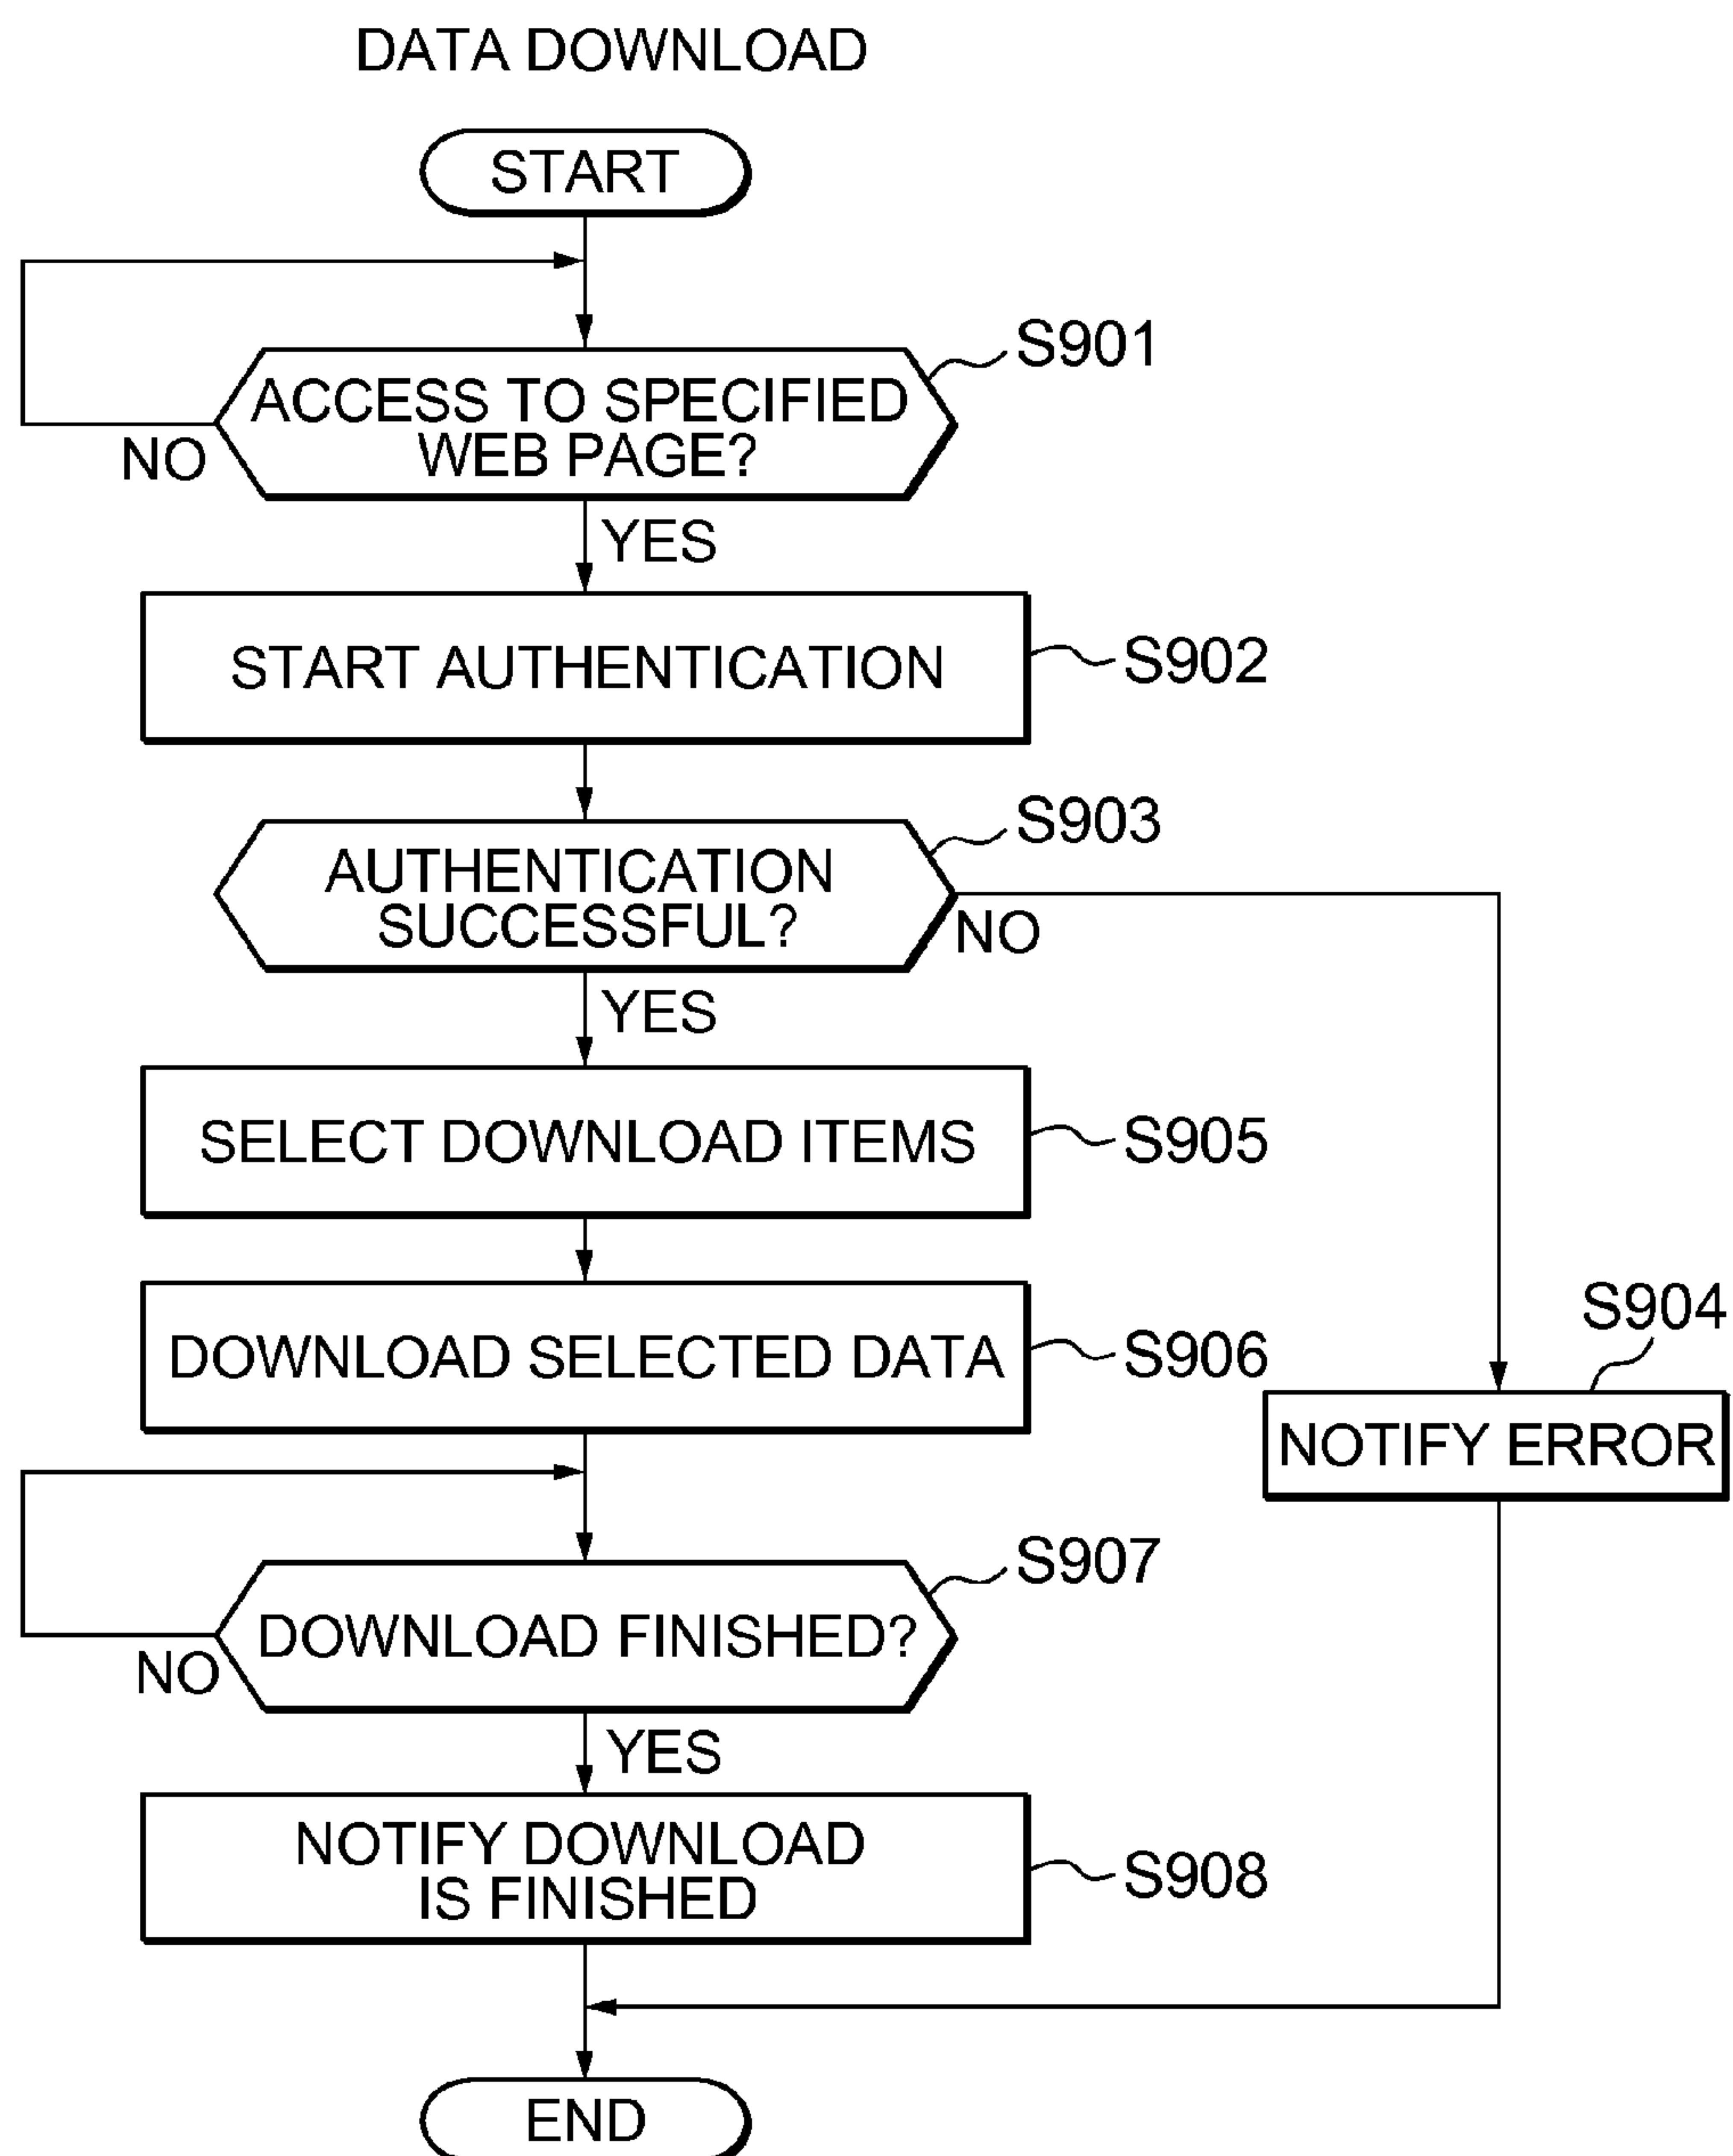 DATA DOWNLOAD
START
S901
ACCESS TO SPECIFIED
WEB PAGE?
NO
YES
START AUTHENTICATION
S902
S903
AUTHENTICATION
SUCCESSFUL?
NO
YES
SELECT DOWNLOAD ITEMS
S905
S904
DOWNLOAD SELECTED DATA
S906
NOTIFY ERROR
S907
DOWNLOAD FINISHED?
NO
YES
NOTIFY DOWNLOAD
IS FINISHED
S908
END